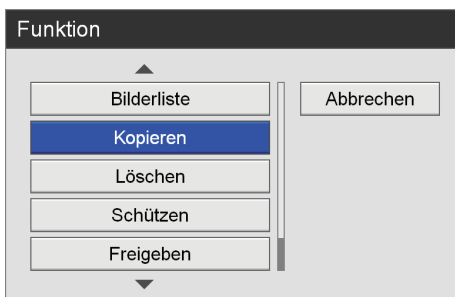 Funktion
Bilderliste
Abbrechen
Kopieren
Löschen
Schützen
Freigeben